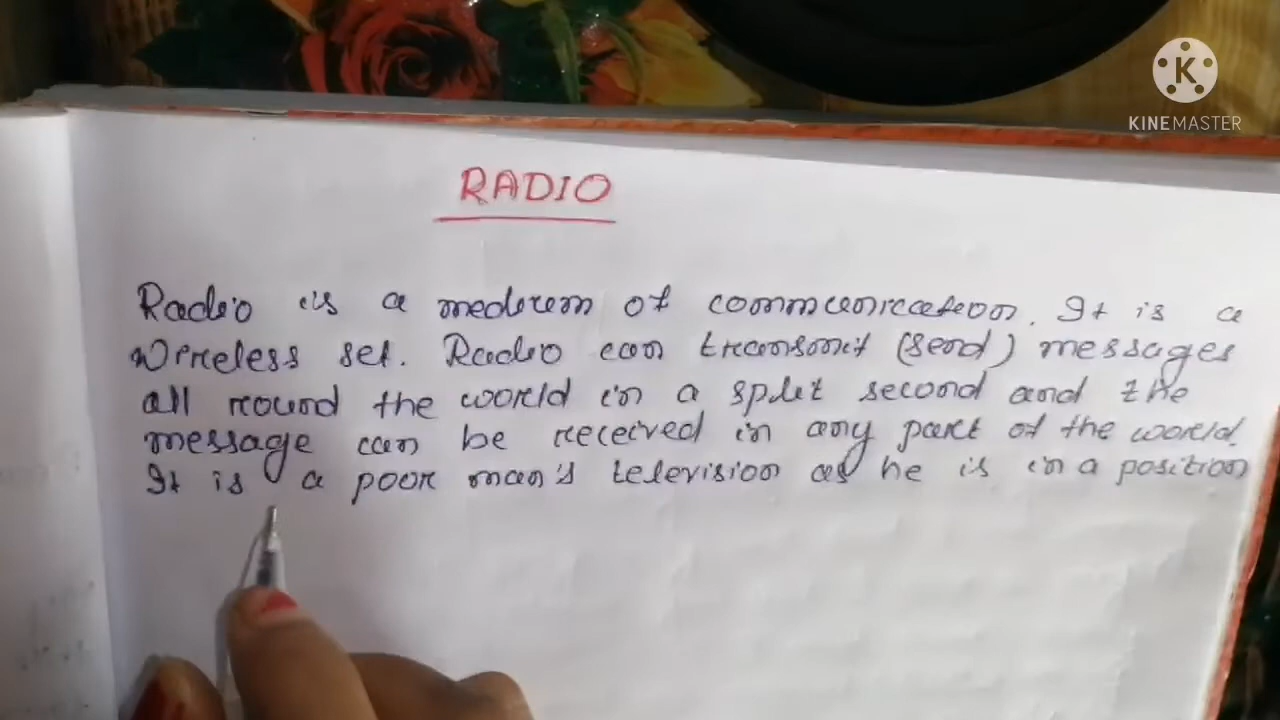 KINEMASTER
RADIO
Radio is a medium of communication. It is a
Wireless set. Radio can transmit (send) messages
all round the world in a split second and the
message can be received in any part of the world.
It is a poor man's television as he is in a position